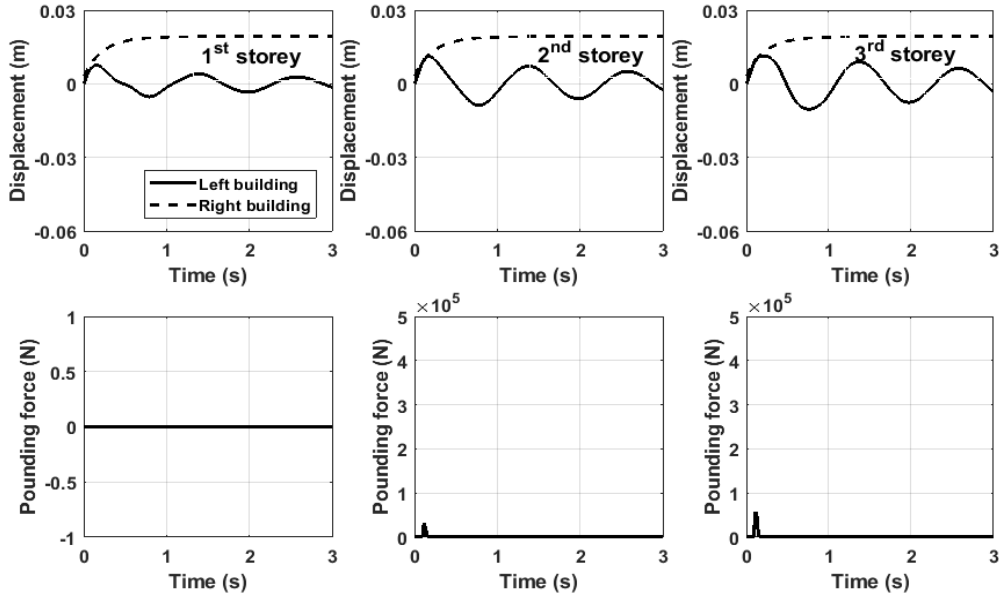 Displacement (m)
0.03
0
-0.03
-0.06
1st storey
Left building
Right building
0 1 2 3
Time (s)
Displacement (m)
0.03
0
-0.03
-0.06
2nd storey
0 1 2 3
Time (s)
Displacement (m)
0.03
0
-0.03
-0.06
3rd storey
0 1 2 3
Time (s)
Pounding force (N)
1
0.5
0
-0.5
-1
0 1 2 3
Time (s)
Pounding force (N)
×10^5
5
4
3
2
1
0
0 1 2 3
Time (s)
Pounding force (N)
×10^5
5
4
3
2
1
0
0 1 2 3
Time (s)